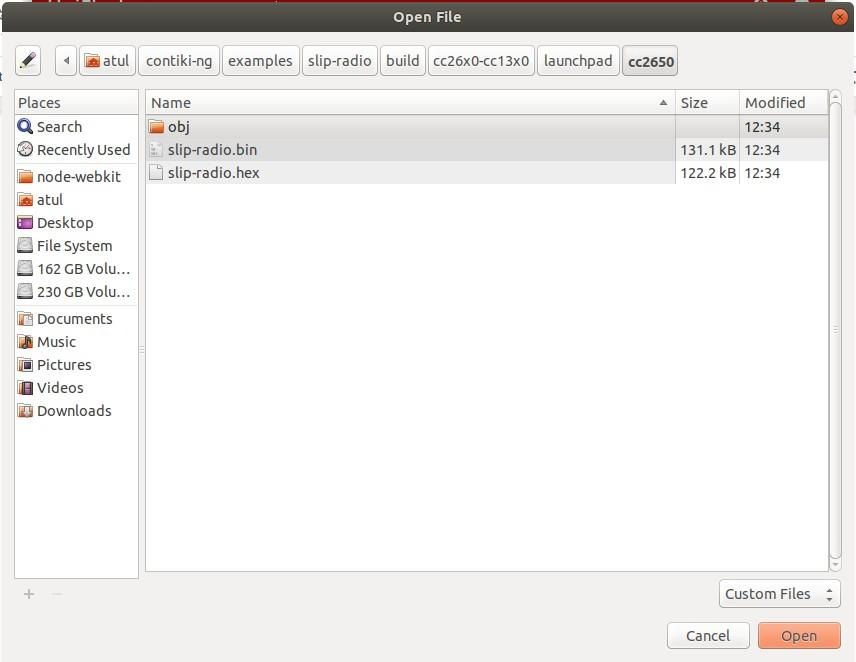 Open File
atul contiki-ng examples slip-radio build cc26x0-cc13x0 launchpad cc2650
Places
Search
Recently Used
node-webkit
atul
Desktop
File System
162 GB Volu...
230 GB Volu...
Documents
Music
Pictures
Videos
Downloads
Name Size Modified
obj 12:34
slip-radio.bin 131.1 kB 12:34
slip-radio.hex 122.2 kB 12:34
Custom Files
Cancel Open